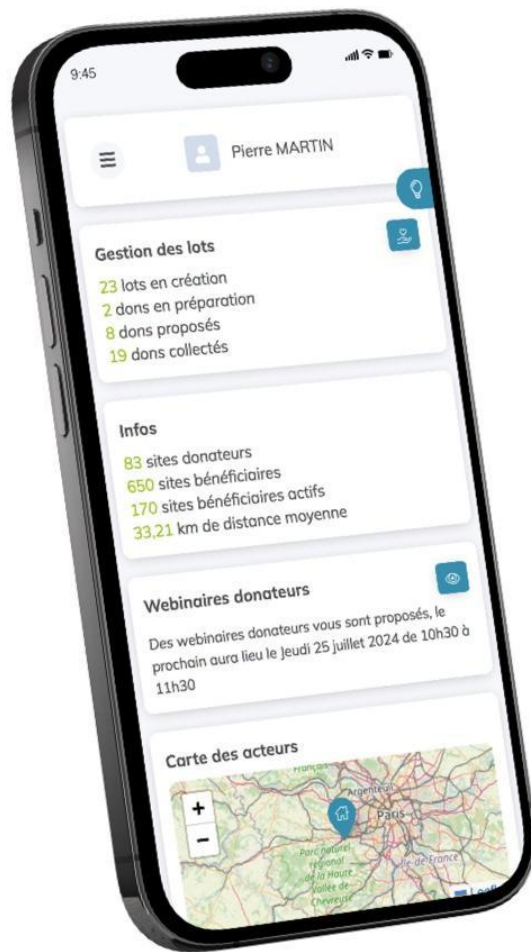 9:45
Pierre MARTIN
Gestion des lots
23 lots en création
2 dons en préparation
8 dons proposés
19 dons collectés
Infos
83 sites donateurs
650 sites bénéficiaires
170 sites bénéficiaires actifs
33,21 km de distance moyenne
Webinaires donateurs
Des webinaires donateurs vous sont proposés, le
prochain aura lieu le Jeudi 25 juillet 2024 de 10h30 à
11h30
Carte des acteurs
+
−
Argenteuil
Paris
Parc naturel
régional
de la Haute
Vallée de
Chevreuse
Île-de-France